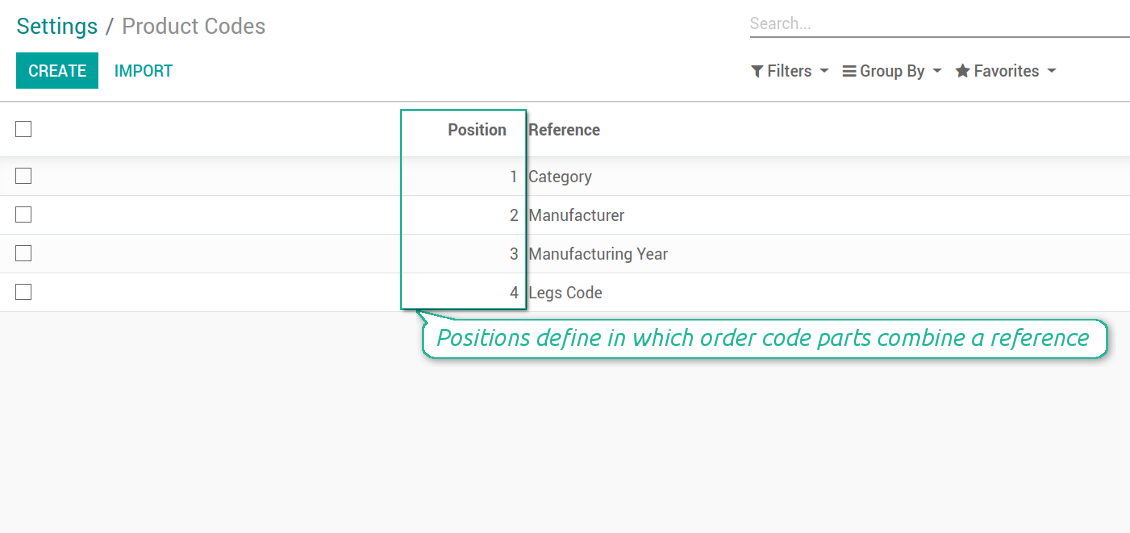 Settings / Product Codes
Search...
CREATE IMPORT
Filters Group By Favorites
Position Reference
1 Category
2 Manufacturer
3 Manufacturing Year
4 Legs Code
Positions define in which order code parts combine a reference